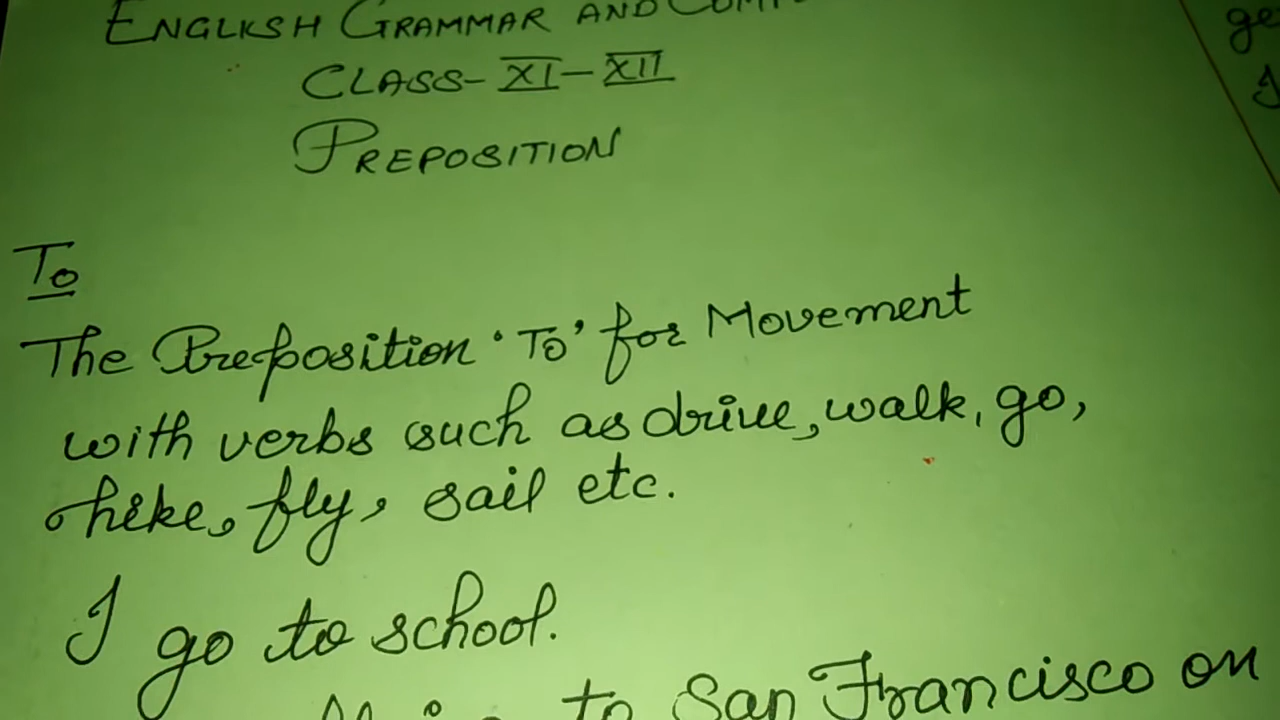 ENGLISH GRAMMAR AND
CLASS-XI-XII
PREPOSITION
To
The Preposition 'To' for Movement
with verbs such as drive, walk, go,
hike, fly, sail etc.
I go to school.
to San Francisco on